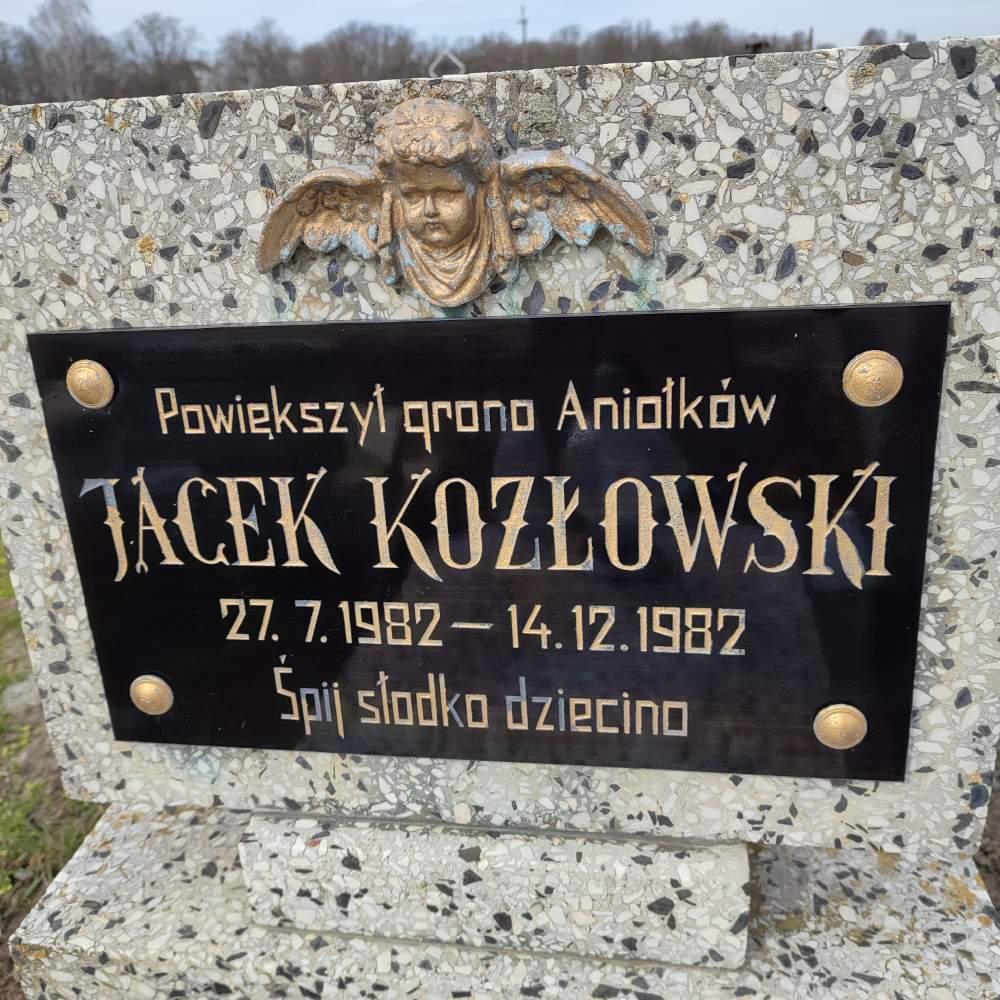 Powiększył grono Aniołków
JACEK KOZŁOWSKI
27. 7. 1982 — 14. 12. 1982
Śpij słodko dziecino